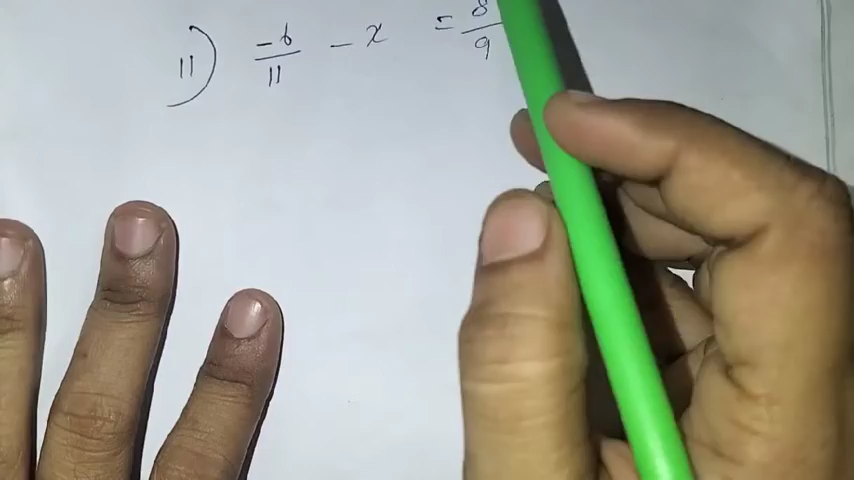 11) -6/11 - x = 8/9